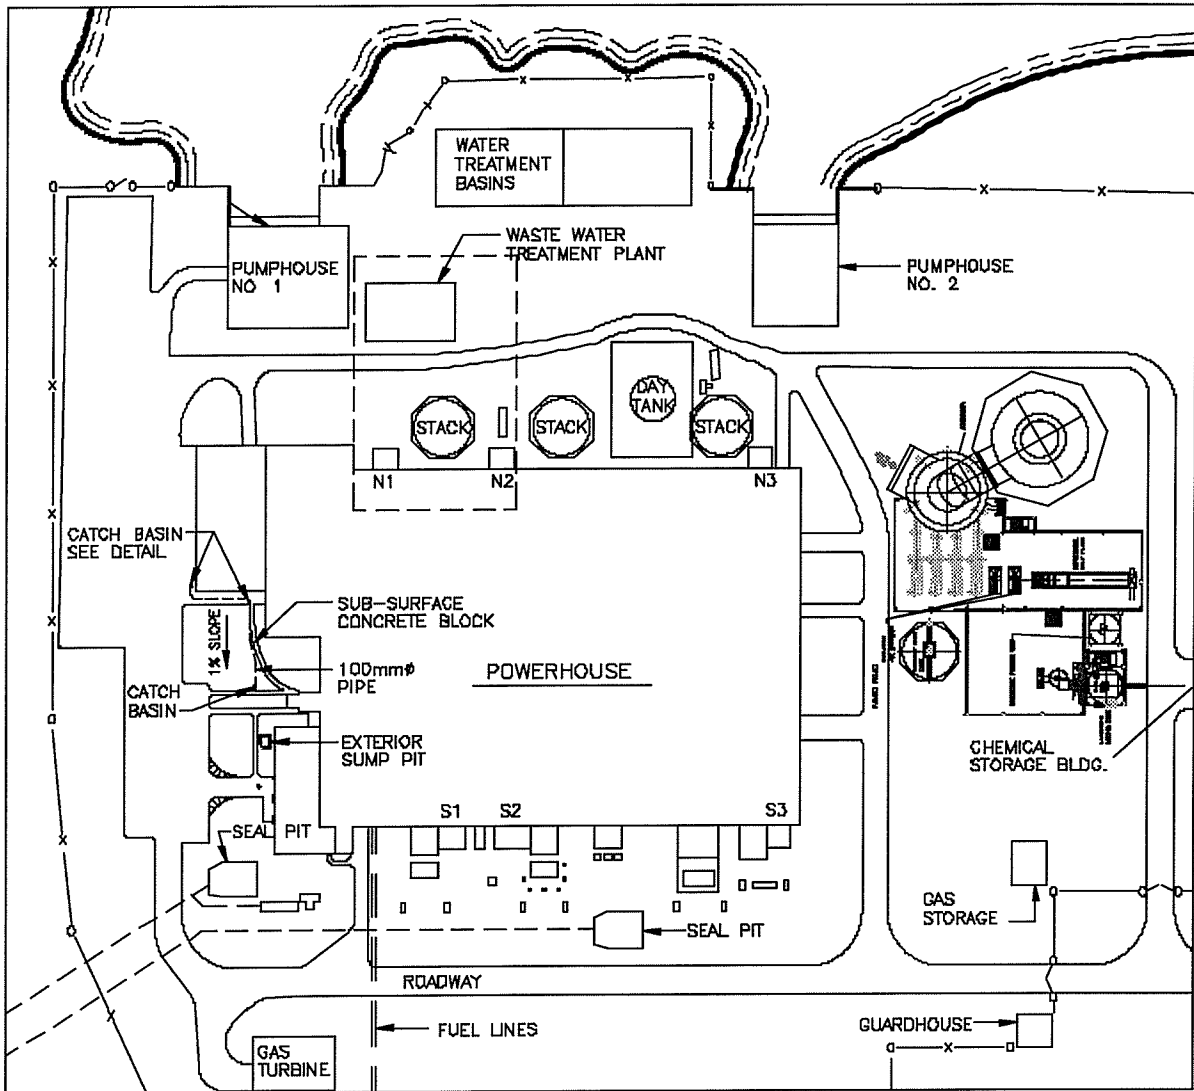 WATER
TREATMENT
BASINS
WASTE WATER
TREATMENT PLANT
PUMPHOUSE
NO 1
PUMPHOUSE
NO. 2
DAY
TANK
STACK
STACK
STACK
N1
N2
N3
CATCH BASIN
SEE DETAIL
SUB-SURFACE
CONCRETE BLOCK
1% SLOPE
100mmø
PIPE
POWERHOUSE
CATCH
BASIN
EXTERIOR
SUMP PIT
CHEMICAL
STORAGE BLDG.
S1
S2
S3
SEAL PIT
GAS
STORAGE
SEAL PIT
ROADWAY
FUEL LINES
GUARDHOUSE
GAS
TURBINE